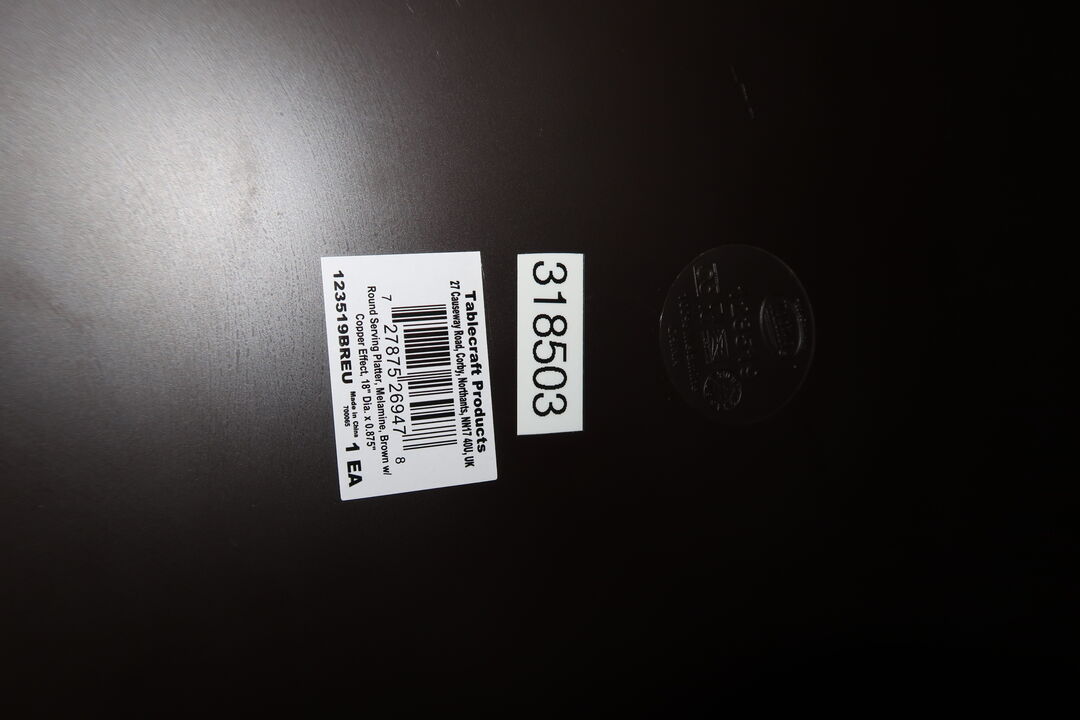 Tablecraft Products
27 Causeway Road, Corby, Northants, NN17 4DU, UK
7 27875 26947 8
Round Serving Platter, Melamine, Brown w/
Copper Effect, 18" Dia. x 0.875"
123519BREU Made in China 700065 1 EA
318503